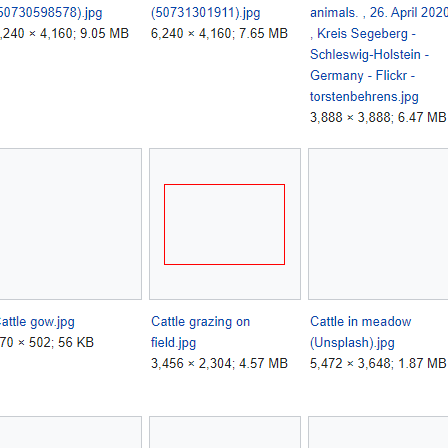 50730598578).jpg
,240 × 4,160; 9.05 MB
(50731301911).jpg
6,240 × 4,160; 7.65 MB
animals. , 26. April 2020
, Kreis Segeberg -
Schleswig-Holstein -
Germany - Flickr -
torstenbehrens.jpg
3,888 × 3,888; 6.47 MB
Cattle gow.jpg
70 × 502; 56 KB
Cattle grazing on
field.jpg
3,456 × 2,304; 4.57 MB
Cattle in meadow
(Unsplash).jpg
5,472 × 3,648; 1.87 MB